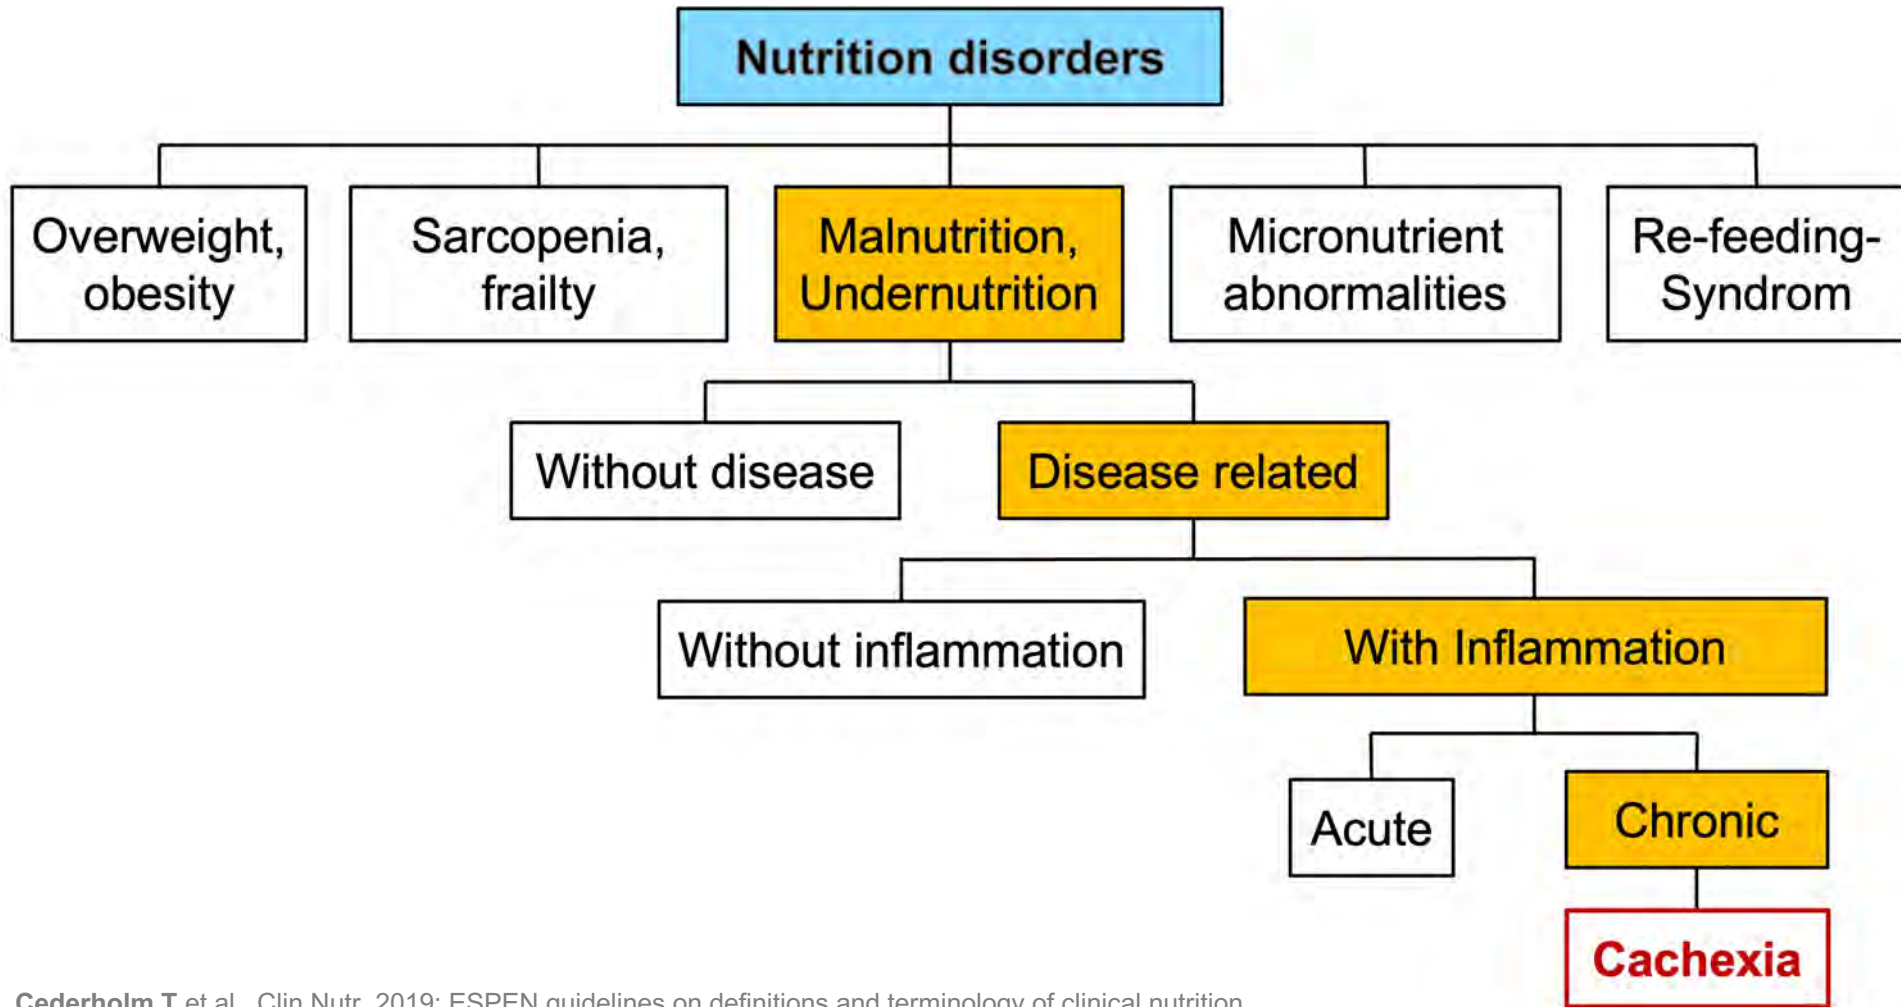 Nutrition disorders
Overweight,
obesity
Sarcopenia,
frailty
Malnutrition,
Undernutrition
Micronutrient
abnormalities
Re-feeding-
Syndrom
Without disease
Disease related
Without inflammation
With Inflammation
Acute
Chronic
Cachexia
Cederholm T et al., Clin Nutr, 2019: ESPEN guidelines on definitions and terminology of clinical nutrition